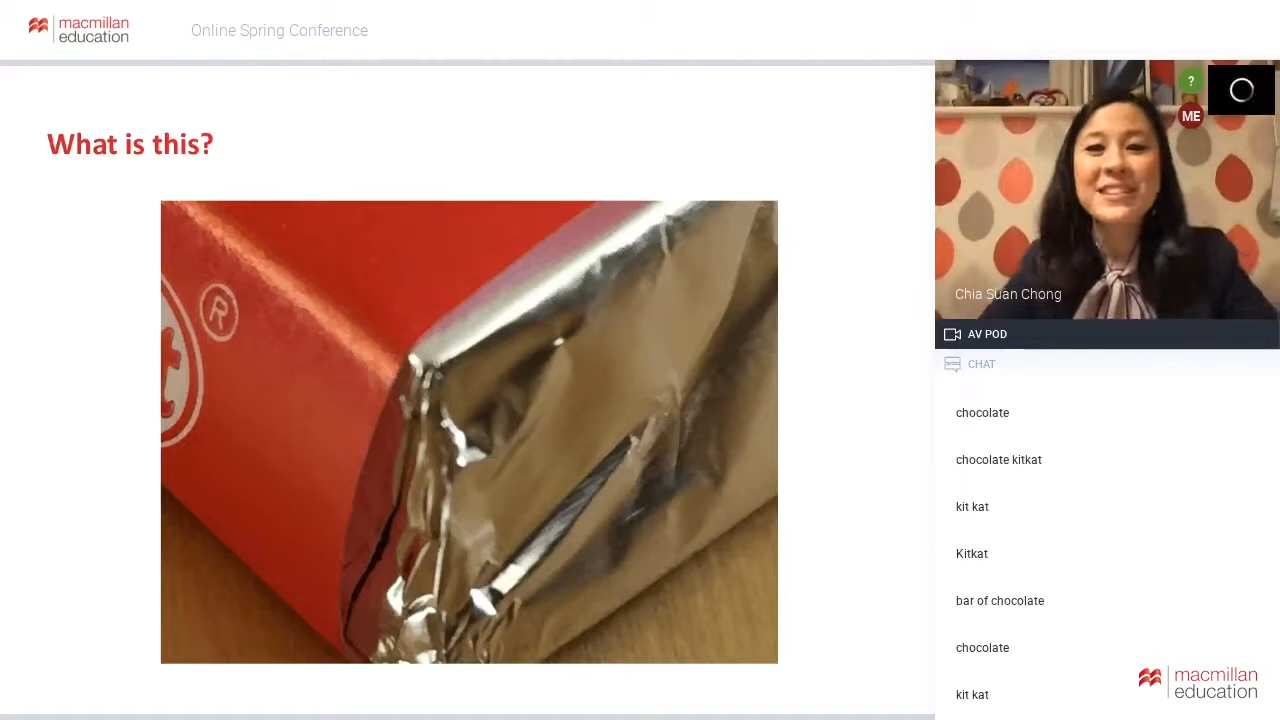 macmillan
education
Online Spring Conference
What is this?
®
?
ME
Chia Suan Chong
AV POD
CHAT
chocolate
chocolate kitkat
kit kat
Kitkat
bar of chocolate
chocolate
kit kat
macmillan
education